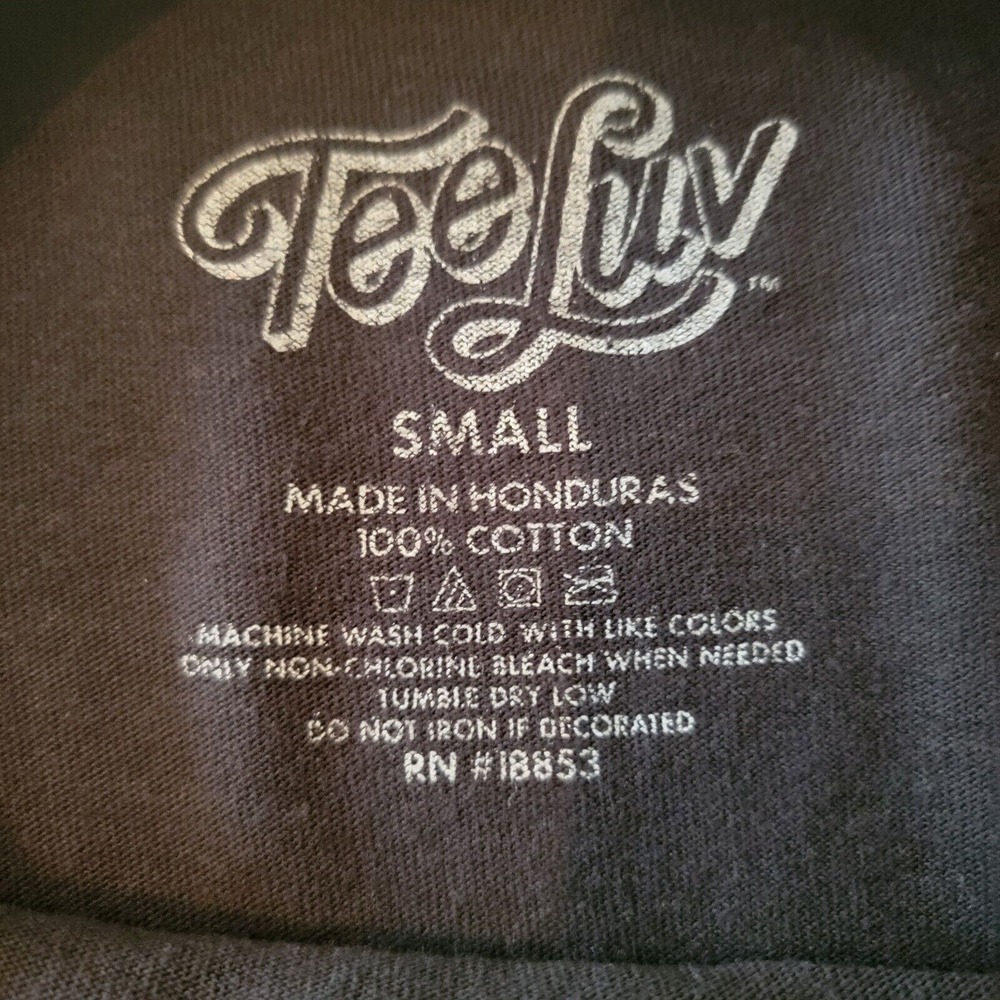 TeeLuv™
SMALL
MADE IN HONDURAS
100% COTTON
MACHINE WASH COLD WITH LIKE COLORS
ONLY NON-CHLORINE BLEACH WHEN NEEDED
TUMBLE DRY LOW
DO NOT IRON IF DECORATED
RN #18853